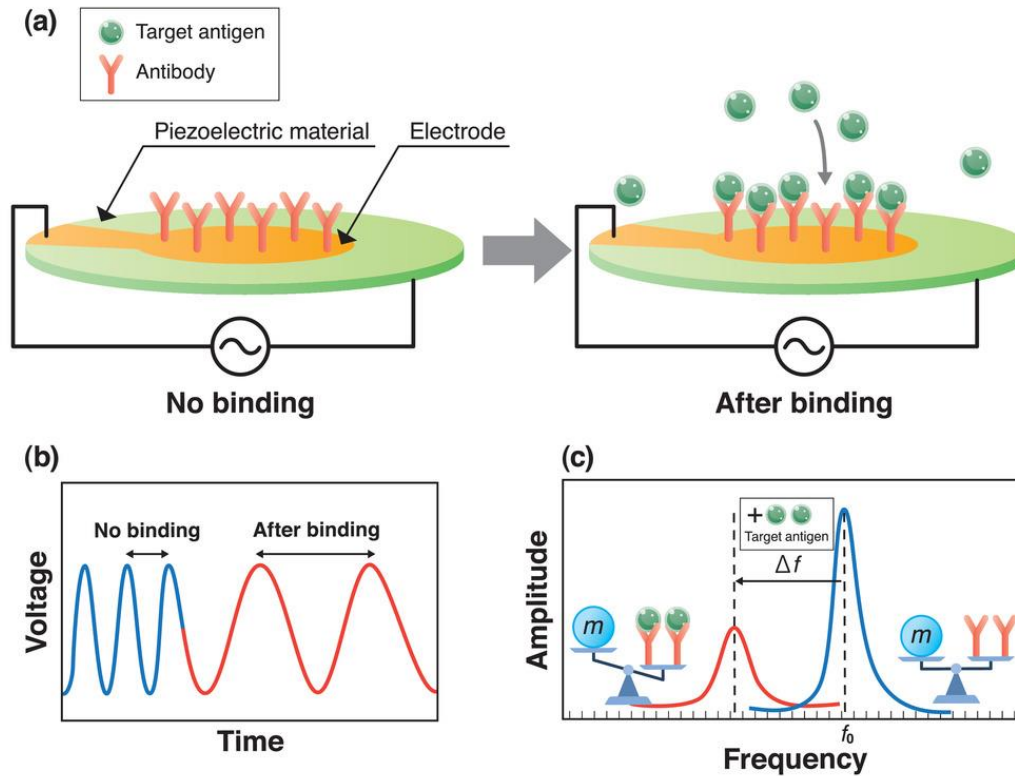 (a)
Target antigen
Antibody
Piezoelectric material
Electrode
No binding
After binding
(b)
No binding
After binding
Voltage
Time
(c)
+
Target antigen
Δf
m
m
Amplitude
f₀
Frequency